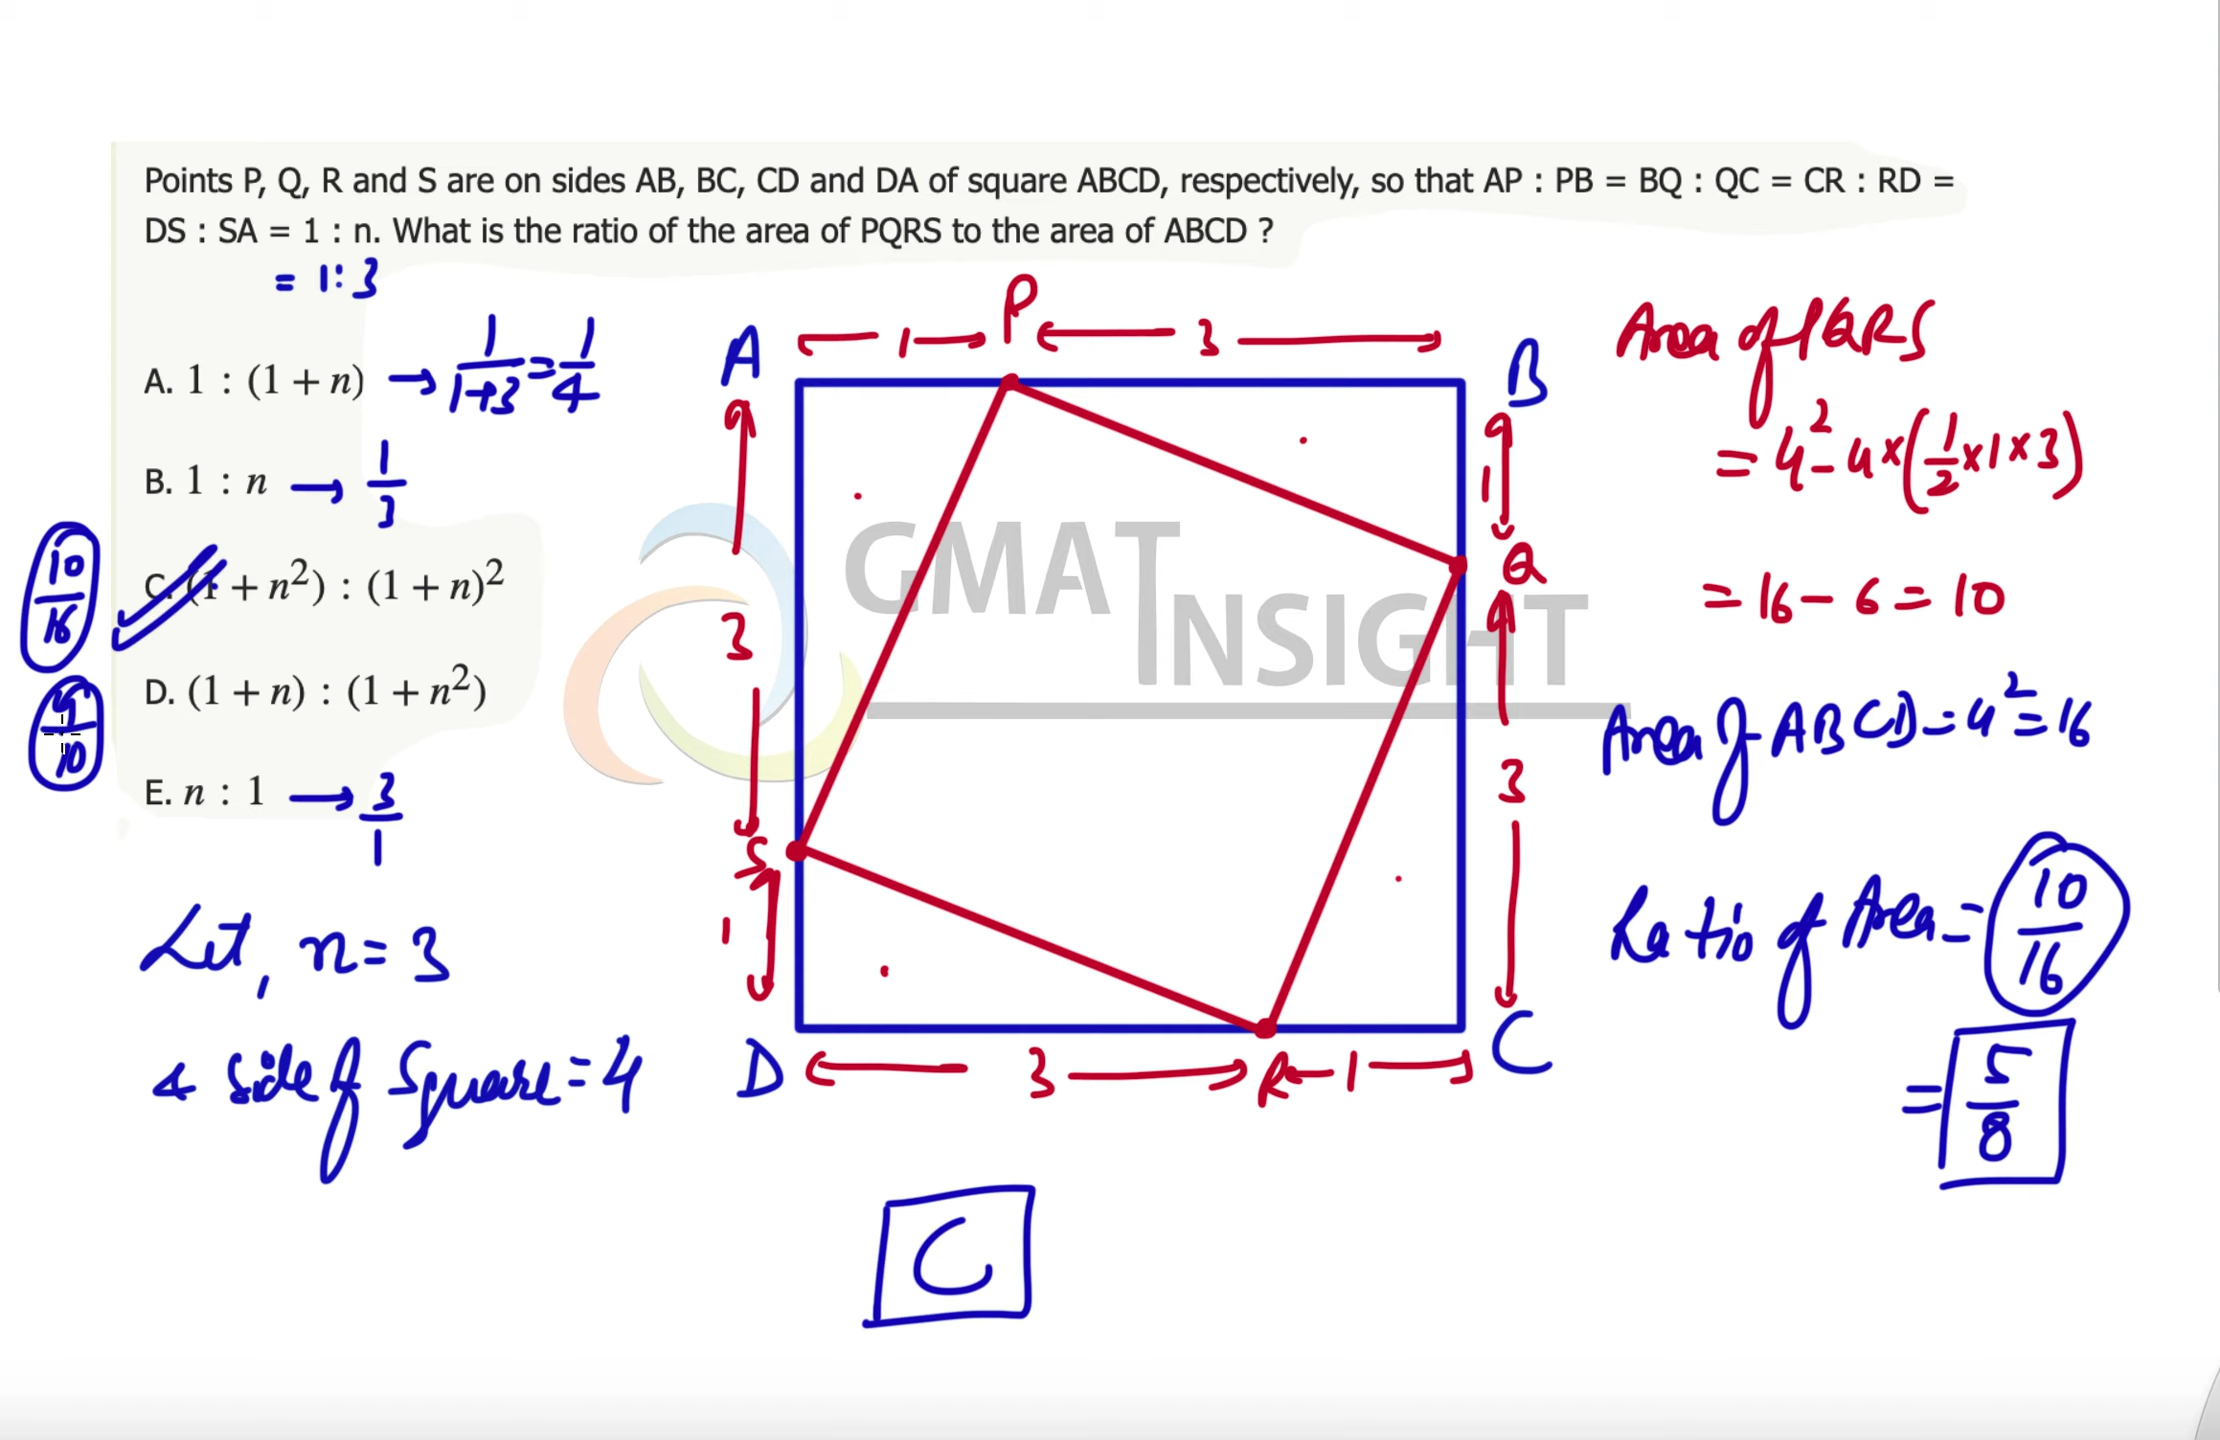 Points P, Q, R and S are on sides AB, BC, CD and DA of square ABCD, respectively, so that AP : PB = BQ : QC = CR : RD =
DS : SA = 1 : n. What is the ratio of the area of PQRS to the area of ABCD ?
= 1:3
A. 1 : (1 + n) → 1/(1+3) = 1/4
B. 1 : n → 1/3
10/16 C. (1 + n²) : (1 + n)²
4/10 D. (1 + n) : (1 + n²)
E. n : 1 → 3/1
Let, n = 3
& Side of Square = 4
A 1 P 3 B
3 1
Q
S 3
1
D 3 R 1 C
GMAT INSIGHT
C
Area of PQRS
= 4² - 4 × (1/2 × 1 × 3)
= 16 - 6 = 10
Area of ABCD = 4² = 16
Ratio of Area = 10/16
= 5/8